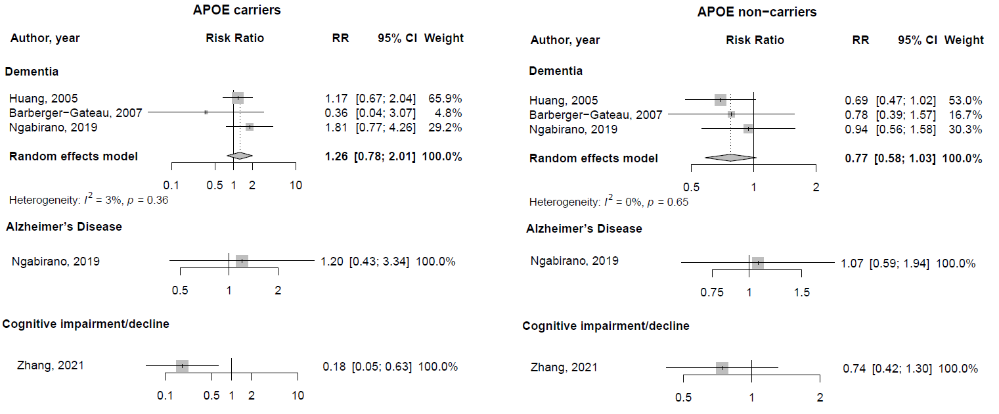 APOE carriers
Author, year Risk Ratio RR 95% CI Weight
Dementia
Huang, 2005 1.17 [0.67; 2.04] 65.9%
Barberger−Gateau, 2007 0.36 [0.04; 3.07] 4.8%
Ngabirano, 2019 1.81 [0.77; 4.26] 29.2%
Random effects model 1.26 [0.78; 2.01] 100.0%
0.1 0.5 1 2 10
Heterogeneity: I² = 3%, p = 0.36
Alzheimer’s Disease
Ngabirano, 2019 1.20 [0.43; 3.34] 100.0%
0.5 1 2
Cognitive impairment/decline
Zhang, 2021 0.18 [0.05; 0.63] 100.0%
0.1 0.5 1 2 10
APOE non−carriers
Author, year Risk Ratio RR 95% CI Weight
Dementia
Huang, 2005 0.69 [0.47; 1.02] 53.0%
Barberger−Gateau, 2007 0.78 [0.39; 1.57] 16.7%
Ngabirano, 2019 0.94 [0.56; 1.58] 30.3%
Random effects model 0.77 [0.58; 1.03] 100.0%
0.5 1 2
Heterogeneity: I² = 0%, p = 0.65
Alzheimer’s Disease
Ngabirano, 2019 1.07 [0.59; 1.94] 100.0%
0.75 1 1.5
Cognitive impairment/decline
Zhang, 2021 0.74 [0.42; 1.30] 100.0%
0.5 1 2